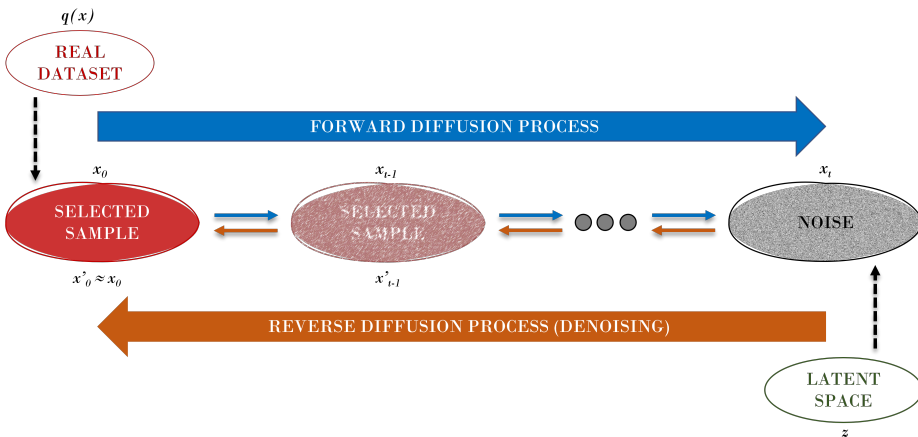 q(x)
REAL
DATASET
FORWARD DIFFUSION PROCESS
x₀
xₜ₋₁
xₜ
SELECTED
SAMPLE
SELECTED
SAMPLE
NOISE
x'₀ ≈ x₀
x'ₜ₋₁
REVERSE DIFFUSION PROCESS (DENOISING)
LATENT
SPACE
z